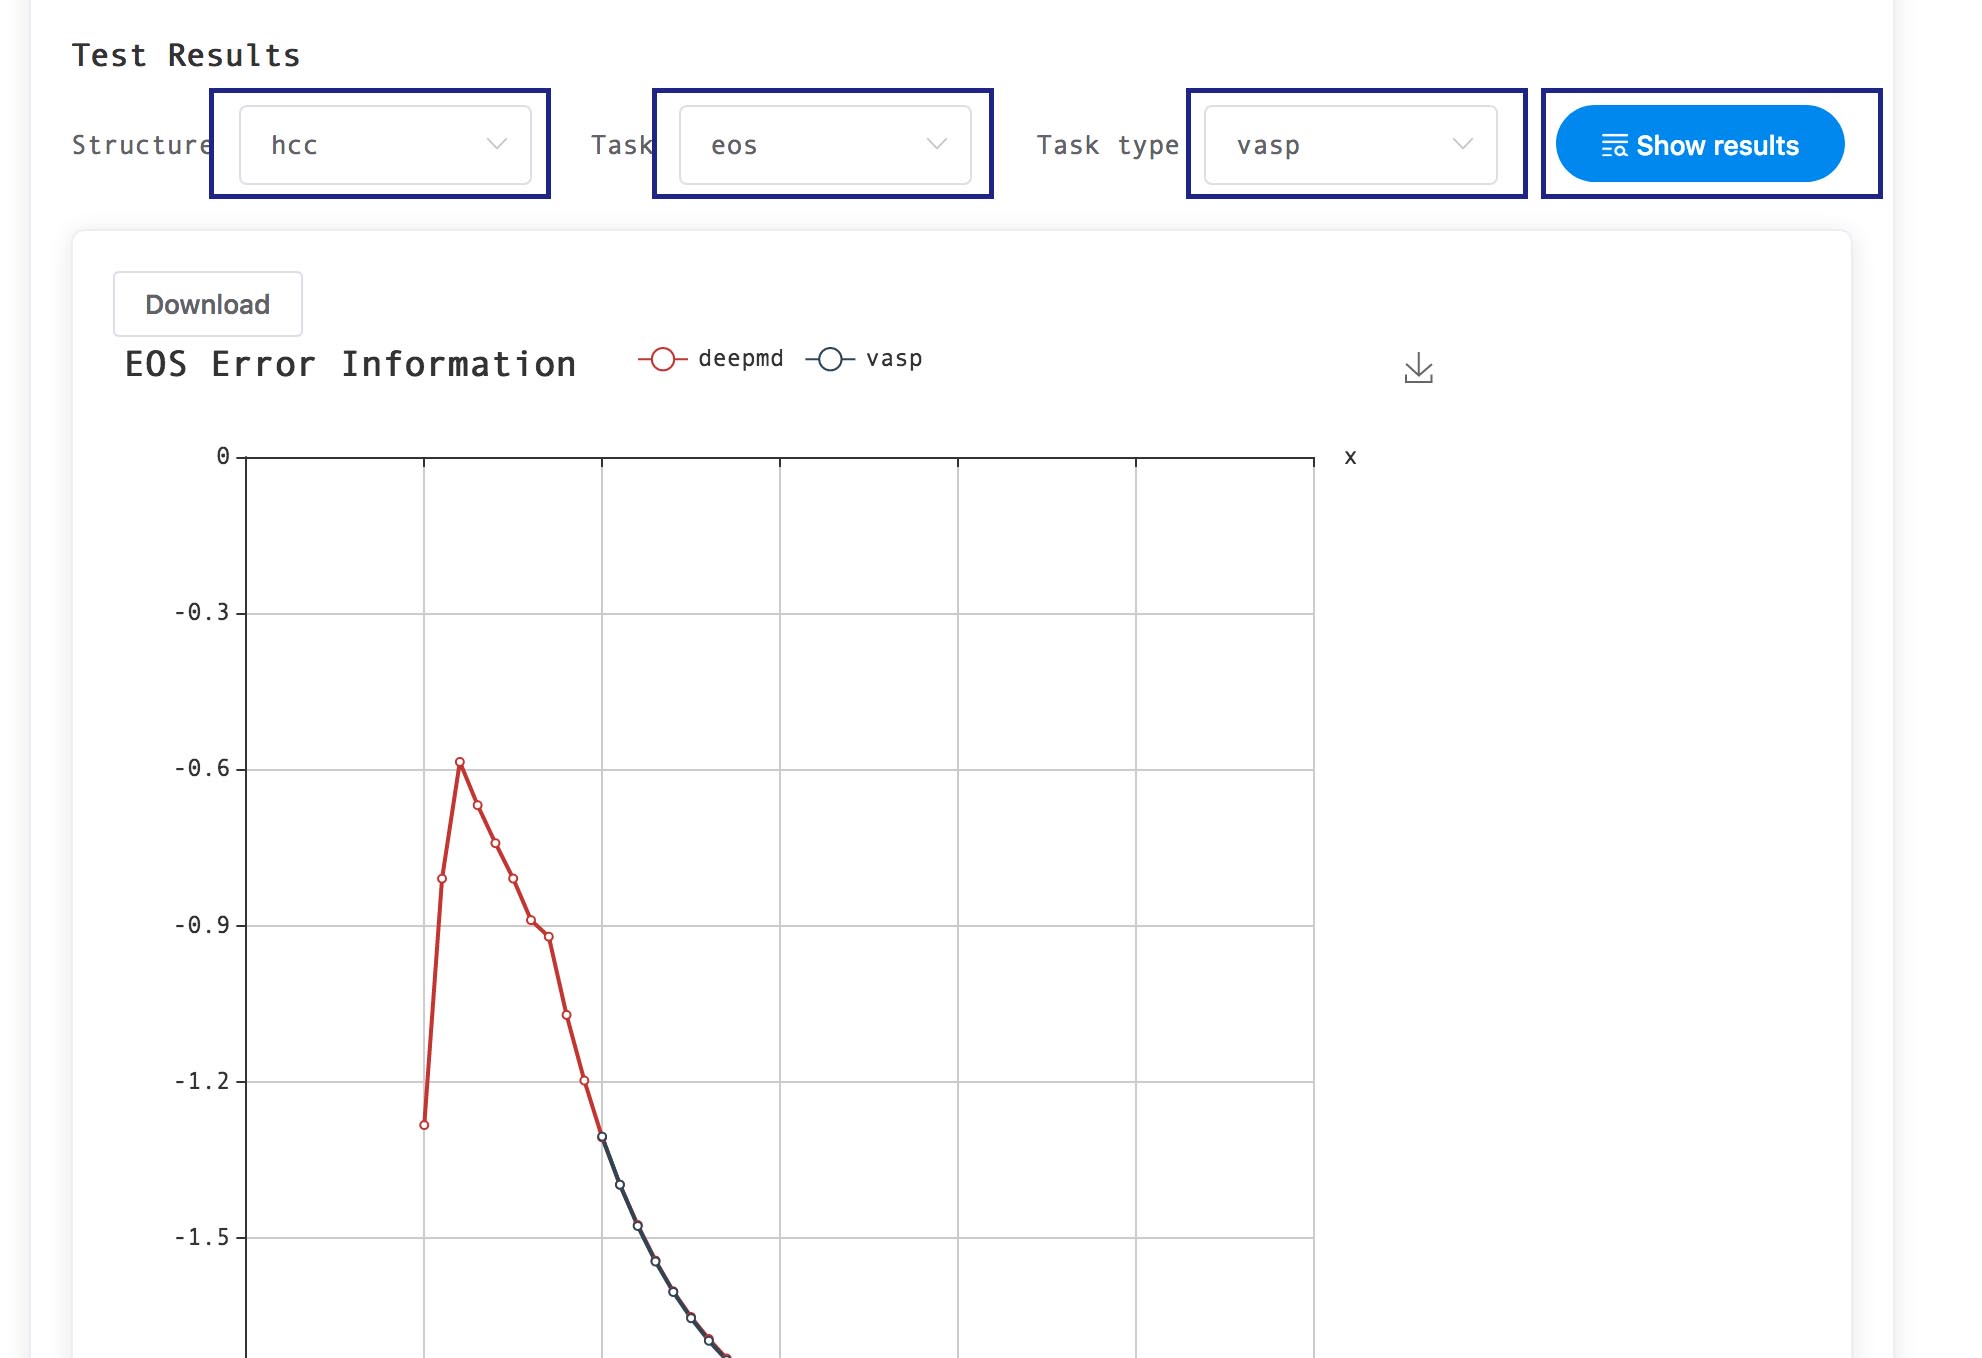 Test Results
Structure hcc Task eos Task type vasp Show results
Download
EOS Error Information deepmd vasp
0 x
-0.3
-0.6
-0.9
-1.2
-1.5